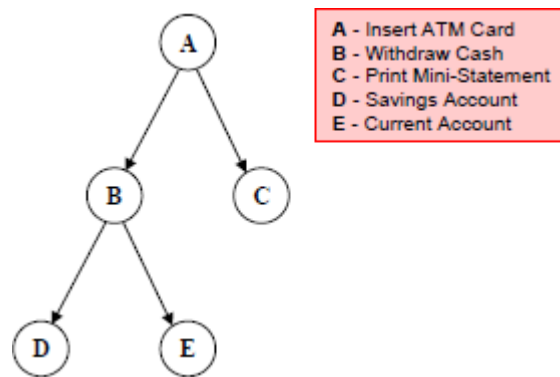 A
A - Insert ATM Card
B - Withdraw Cash
C - Print Mini-Statement
D - Savings Account
E - Current Account
B
C
D
E